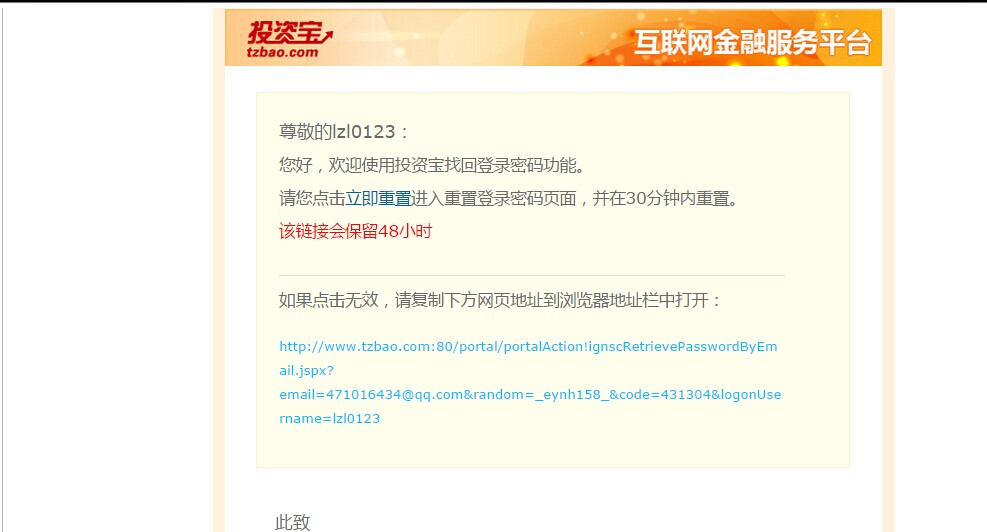 投资宝
tzbao.com
互联网金融服务平台
尊敬的lzl0123：
您好，欢迎使用投资宝找回登录密码功能。
请您点击立即重置进入重置登录密码页面，并在30分钟内重置。
该链接会保留48小时
如果点击无效，请复制下方网页地址到浏览器地址栏中打开：
http://www.tzbao.com:80/portal/portalAction!ignscRetrievePasswordByEm
ail.jspx?
email=471016434@qq.com&random=_eynh158_&code=431304&logonUse
rname=lzl0123
此致